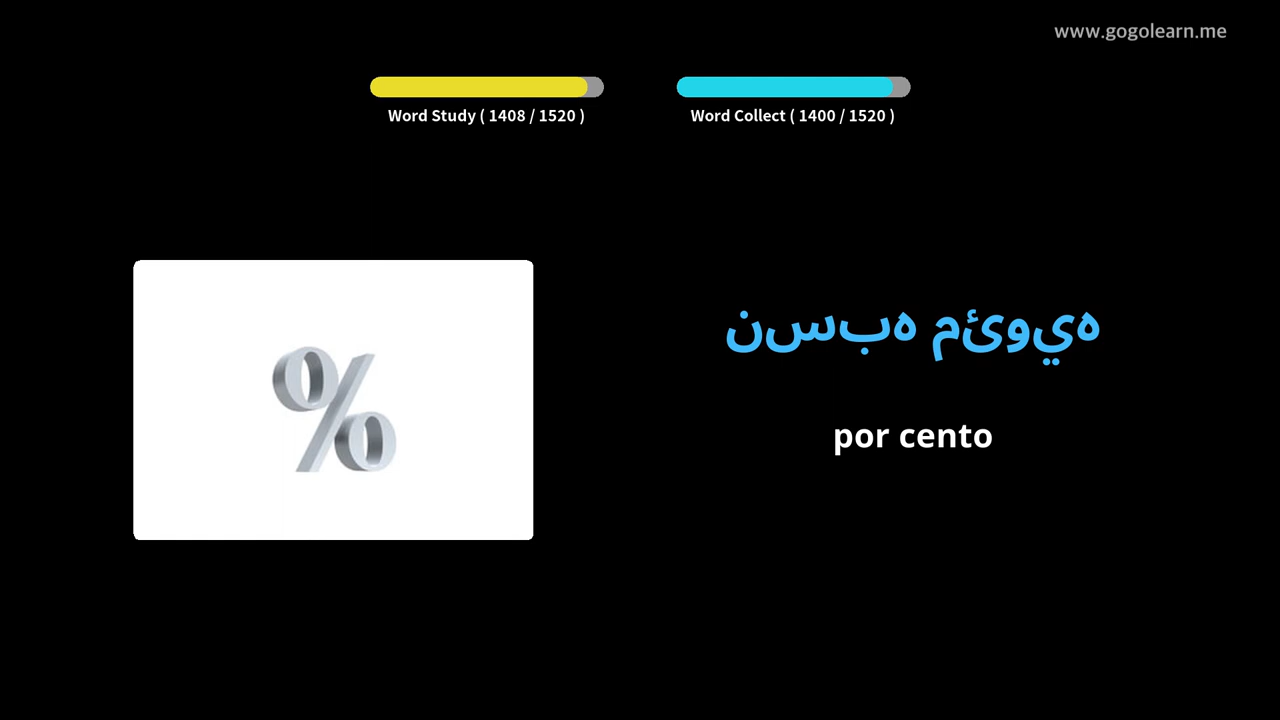 www.gogolearn.me
Word Study ( 1408 / 1520 )
Word Collect ( 1400 / 1520 )
نسبه مئويه
por cento